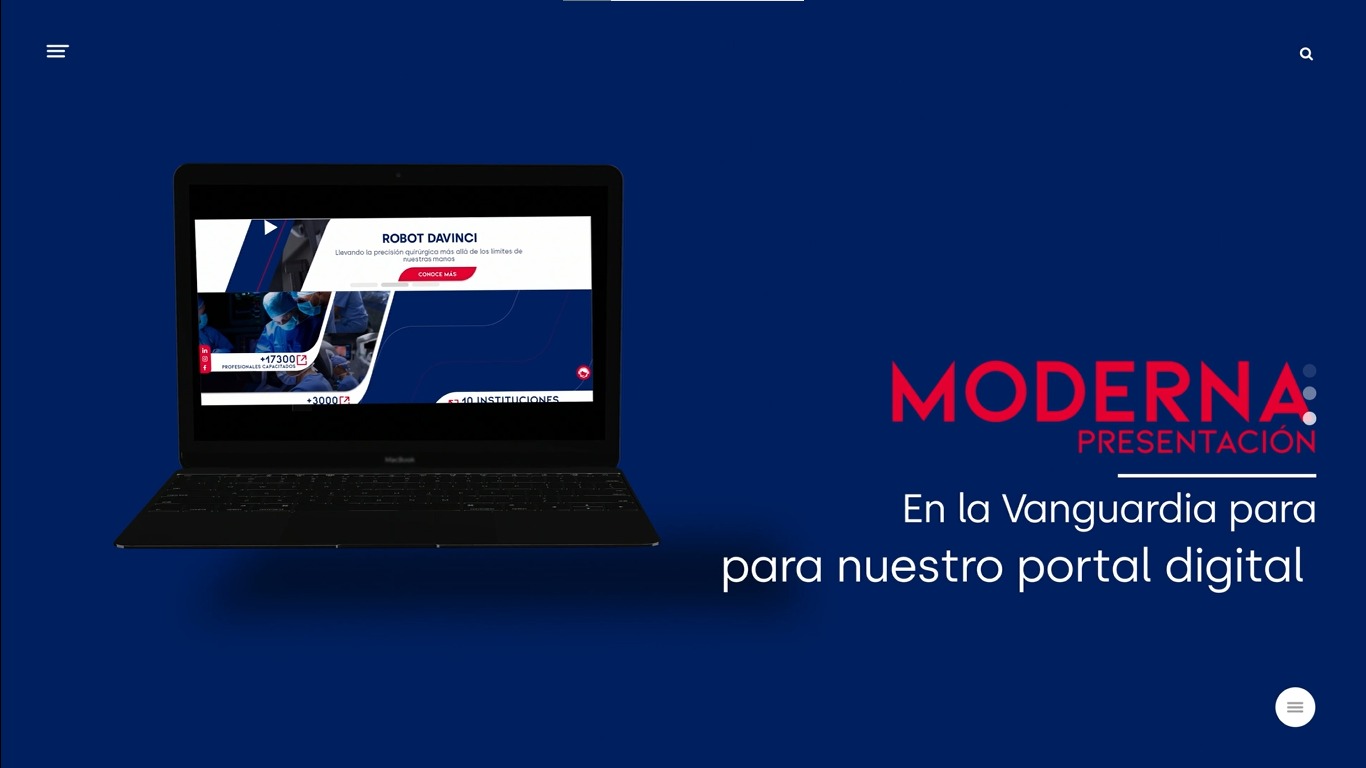 ROBOT DAVINCI
Llevando la precisión quirúrgica más allá de los límites de
nuestras manos
CONOCE MÁS
+17300
PROFESIONALES CAPACITADOS
+3000
10 INSTITUCIONES
MacBook
MODERNA
PRESENTACIÓN
En la Vanguardia para
para nuestro portal digital